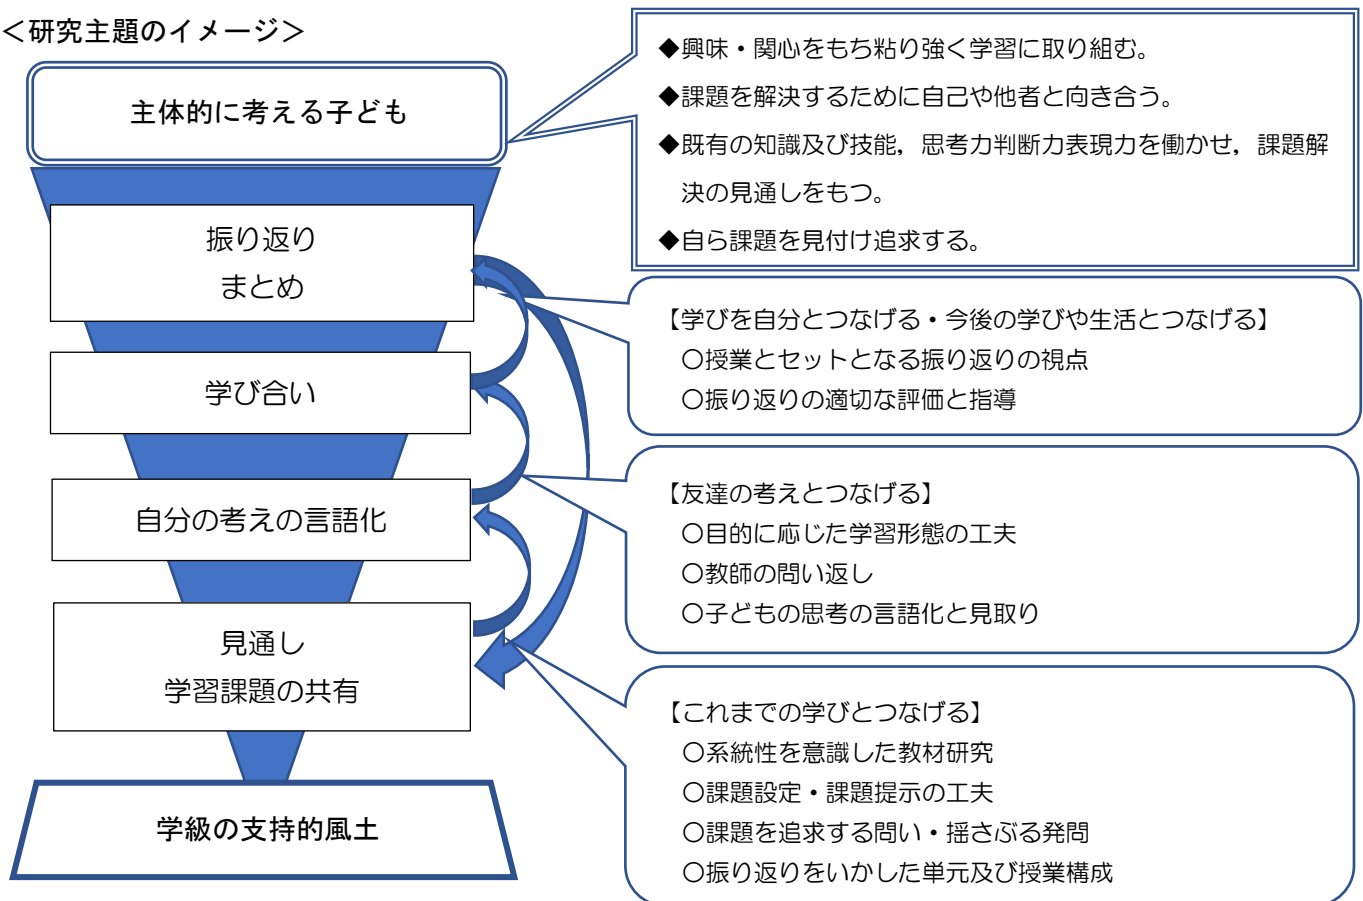 ＜研究主題のイメージ＞
主体的に考える子ども
◆興味・関心をもち粘り強く学習に取り組む。
◆課題を解決するために自己や他者と向き合う。
◆既有の知識及び技能，思考力判断力表現力を働かせ，課題解
決の見通しをもつ。
◆自ら課題を見付け追求する。
振り返り
まとめ
【学びを自分とつなげる・今後の学びや生活とつなげる】
○授業とセットとなる振り返りの視点
○振り返りの適切な評価と指導
学び合い
自分の考えの言語化
【友達の考えとつなげる】
○目的に応じた学習形態の工夫
○教師の問い返し
○子どもの思考の言語化と見取り
見通し
学習課題の共有
【これまでの学びとつなげる】
○系統性を意識した教材研究
○課題設定・課題提示の工夫
○課題を追求する問い・揺さぶる発問
○振り返りをいかした単元及び授業構成
学級の支持的風土